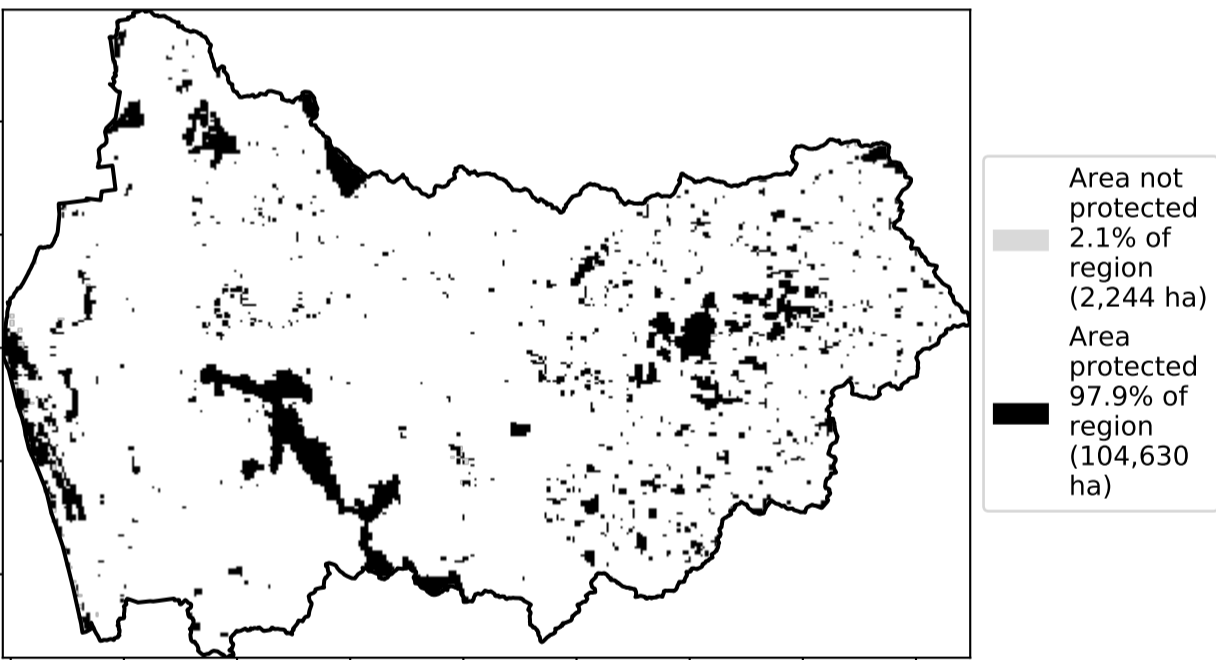 Area not
protected
2.1% of
region
(2,244 ha)
Area
protected
97.9% of
region
(104,630
ha)